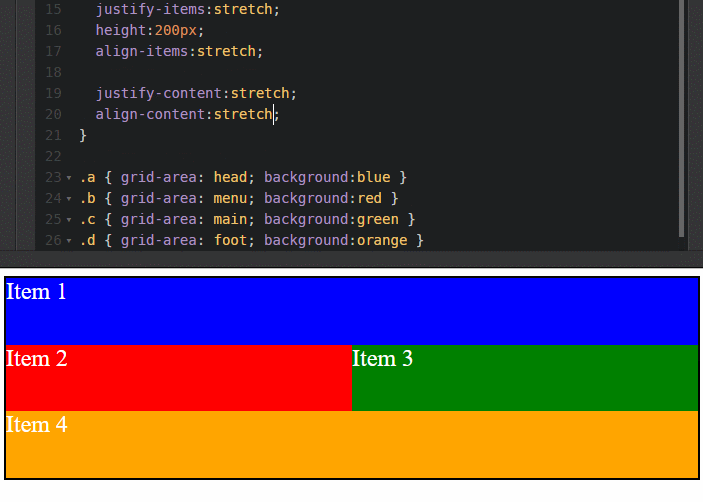 15 justify-items:stretch;
16 height:200px;
17 align-items:stretch;
18
19 justify-content:stretch;
20 align-content:stretch;
21 }
22
23 .a { grid-area: head; background:blue }
24 .b { grid-area: menu; background:red }
25 .c { grid-area: main; background:green }
26 .d { grid-area: foot; background:orange }
Item 1
Item 2 Item 3
Item 4